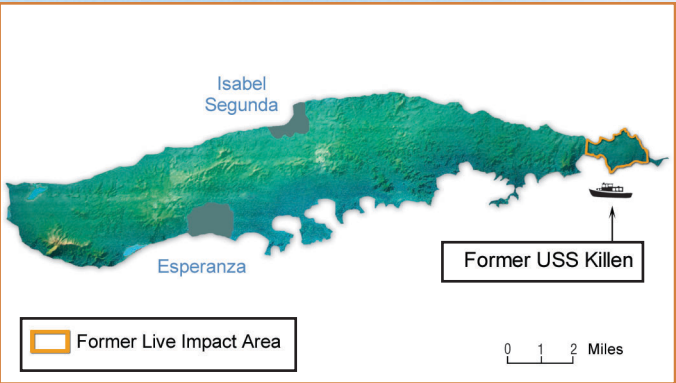 Isabel
Segunda
Esperanza
Former USS Killen
Former Live Impact Area
0 1 2 Miles